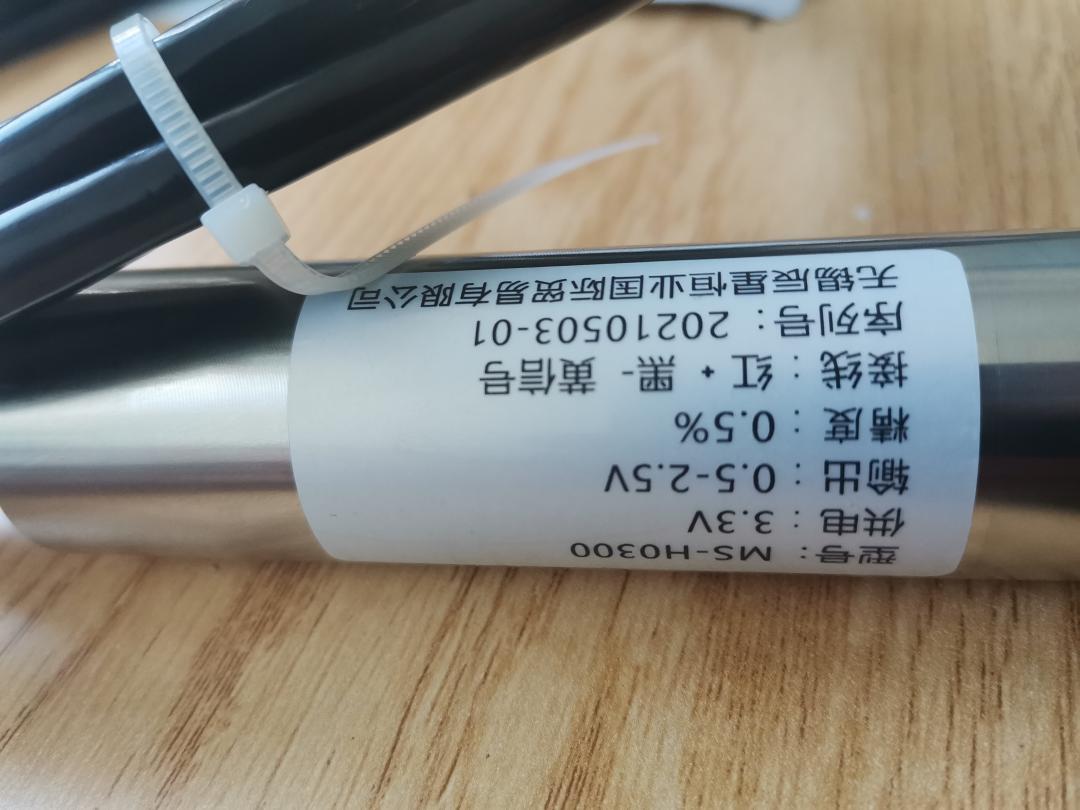 型号：MS-H0300
供电：3.3V
输出：0.5-2.5V
精度：0.5%
接线：红 + 黑 - 黄信号
序列号：20210503-01
无锡辰星恒业国际贸易有限公司